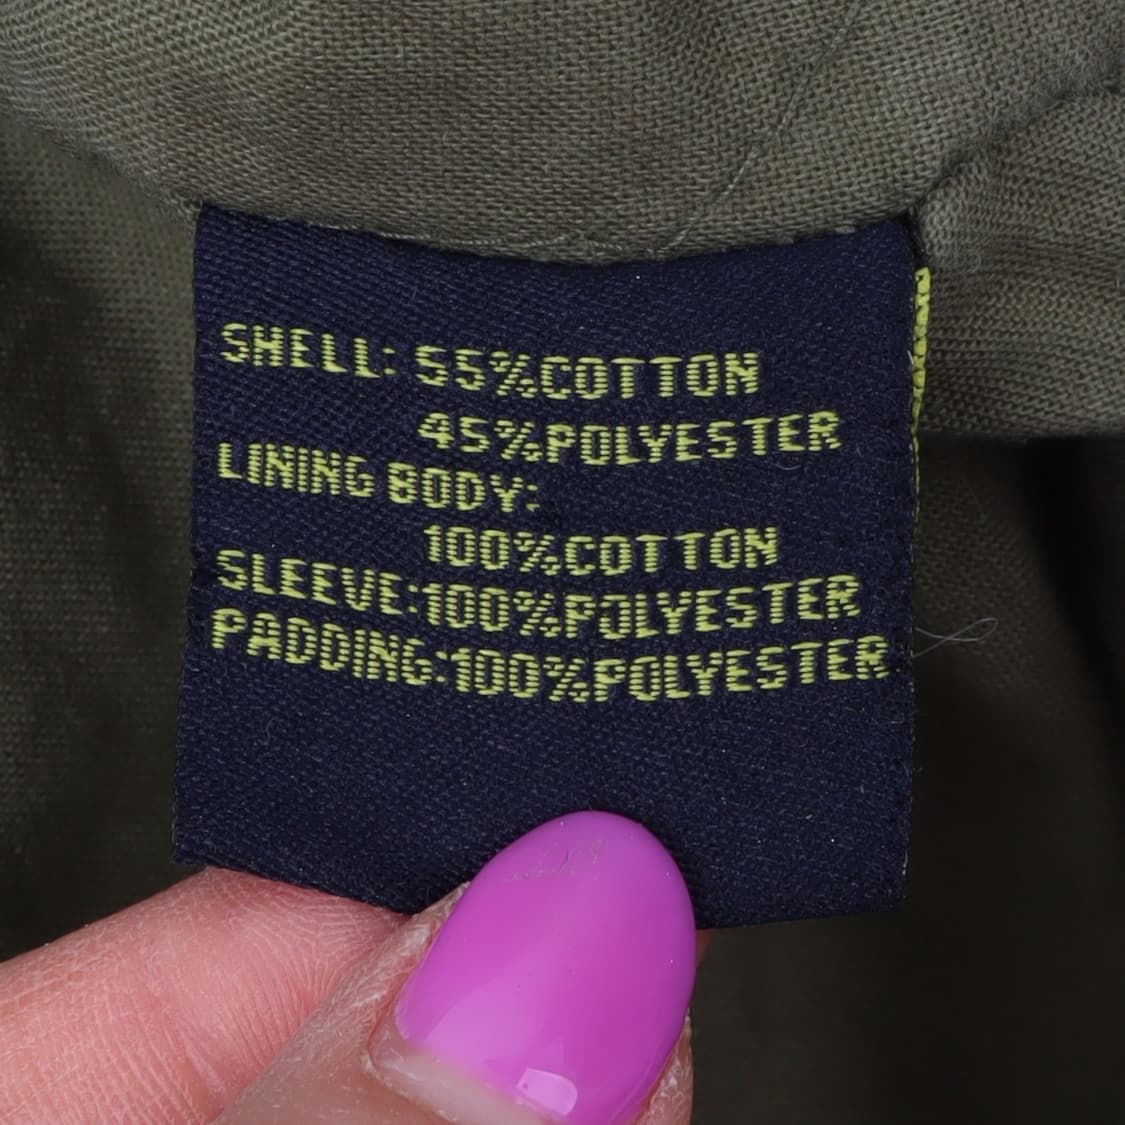 SHELL: 55%COTTON
45%POLYESTER
LINING BODY:
100%COTTON
SLEEVE:100%POLYESTER
PADDING:100%POLYESTER